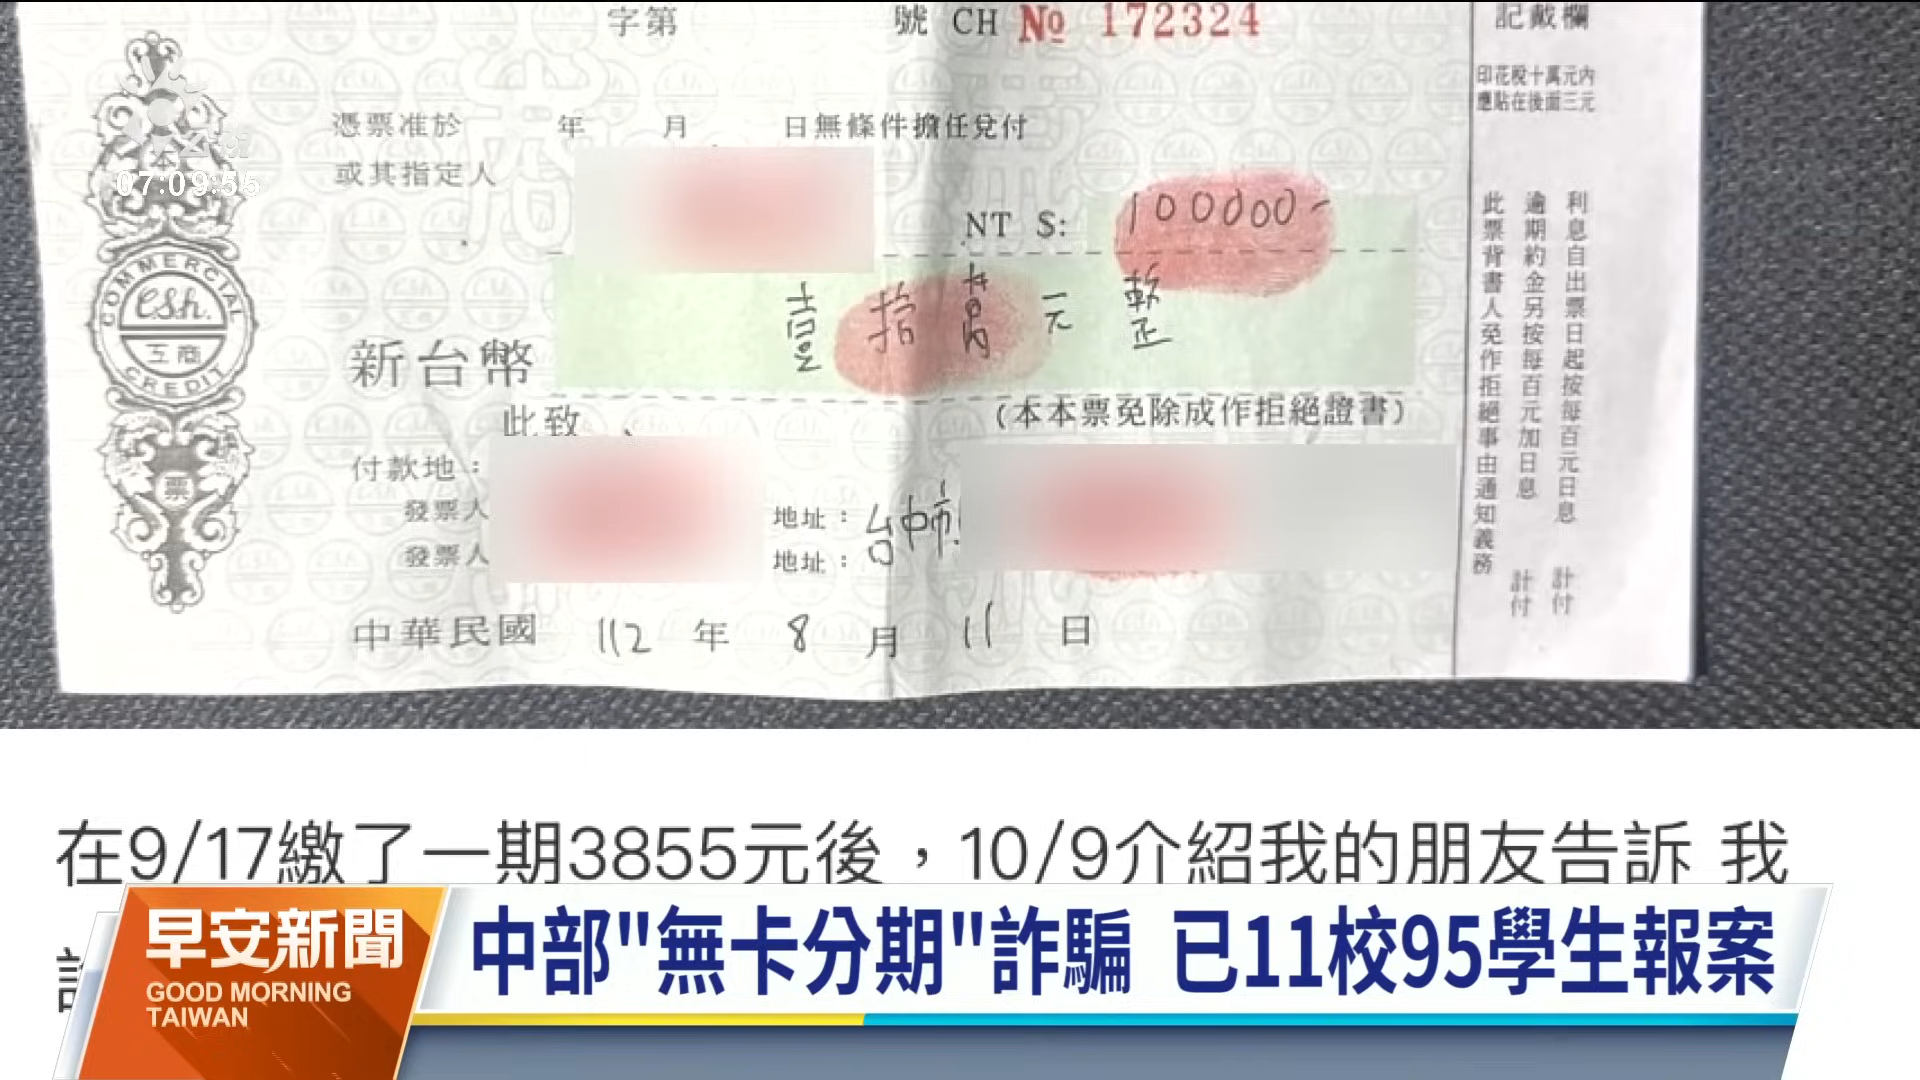 字第 號 CH № 172324
記載欄
印花稅十萬元內
應貼在後面三元
憑票准於 年 月 日無條件擔任兌付
或其指定人
公視
07:09:55
本
NT S: 100000-
壹拾萬元整
新台幣
COMMERCIAL
CSh.
工商
CREDIT
票
此致
(本本票免除成作拒絕證書)
付款地：
發票人
地址：台中市
發票人
地址：
中華民國 112 年 8 月 11 日
利息自出票日起按每百元日息 計付
逾期約金另按每百元加日息 計付
此票背書人免作拒絕事由通知義務
在9/17繳了一期3855元後，10/9介紹我的朋友告訴 我
早安新聞
GOOD MORNING
TAIWAN
中部"無卡分期"詐騙 已11校95學生報案